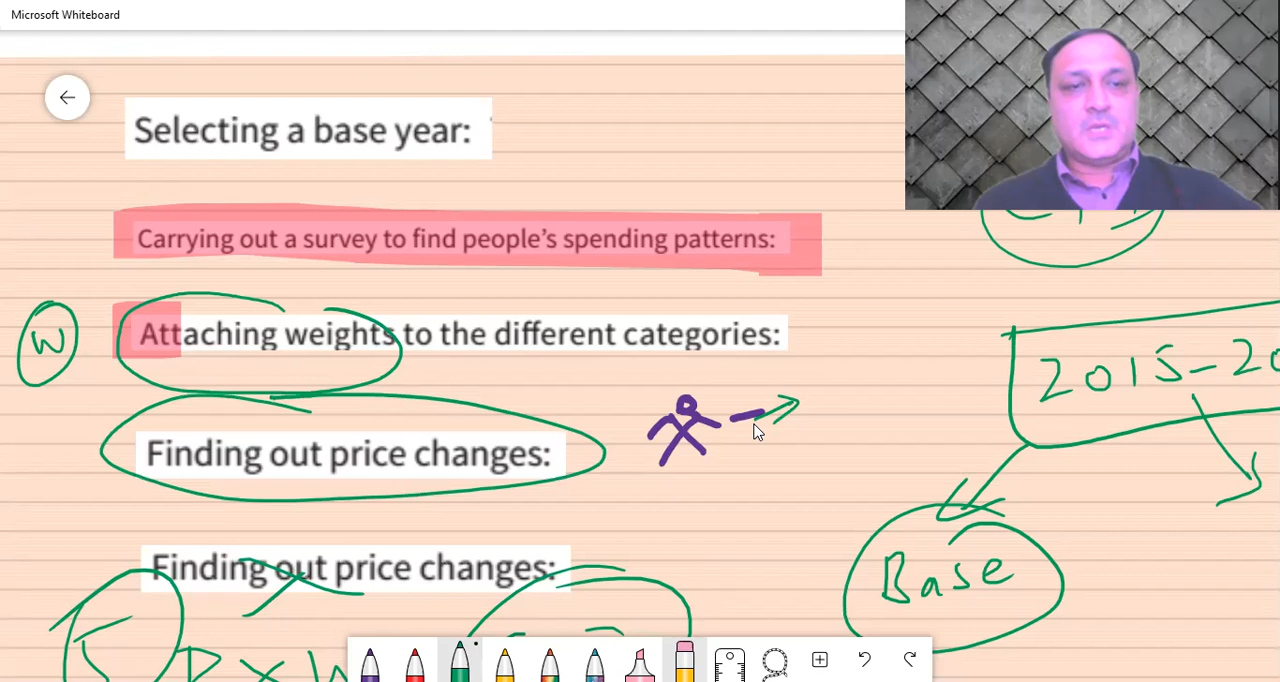 Microsoft Whiteboard
Selecting a base year:
Carrying out a survey to find people's spending patterns:
W
Attaching weights to the different categories:
2015-20
Finding out price changes:
Base
Finding out price changes:
P X W